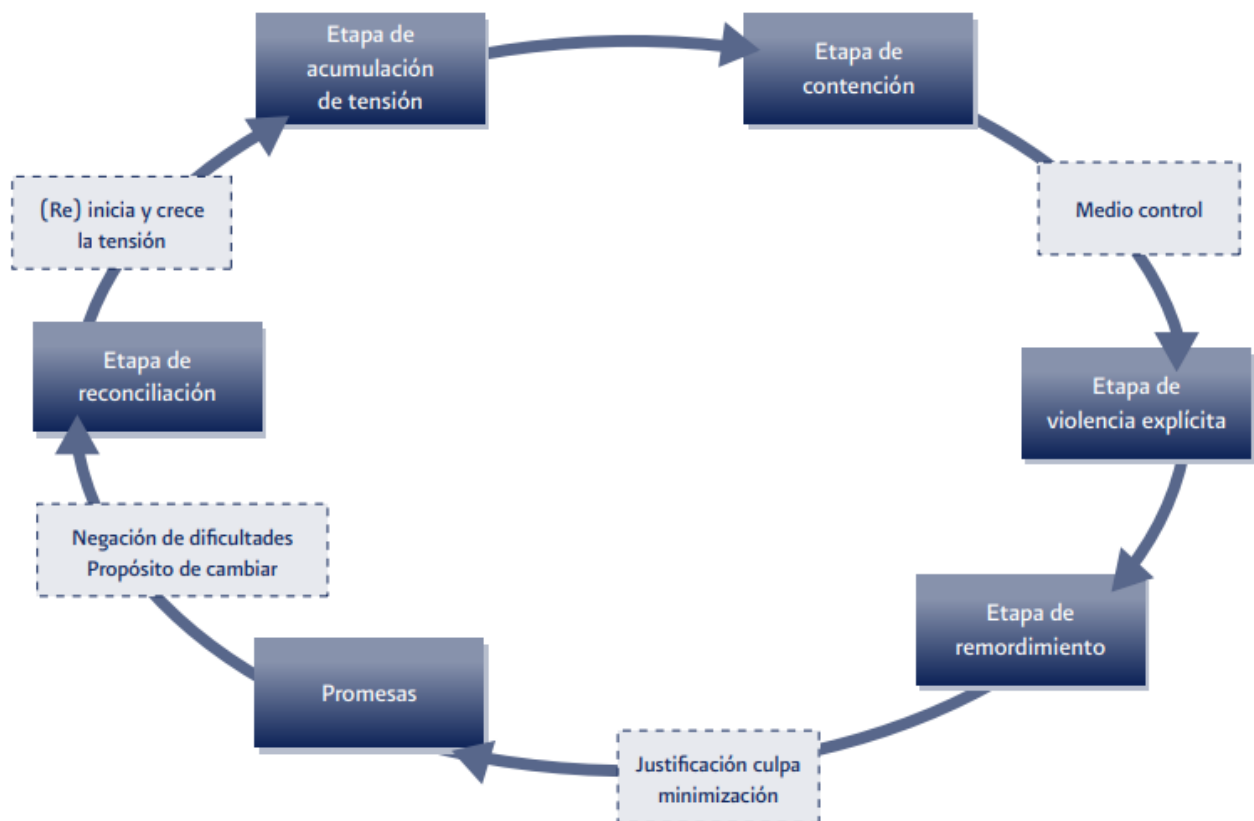 Etapa de
acumulación
de tensión
Etapa de
contención
Medio control
Etapa de
violencia explícita
Etapa de
remordimiento
Justificación culpa
minimización
Promesas
Negación de dificultades
Propósito de cambiar
Etapa de
reconciliación
(Re) inicia y crece
la tensión